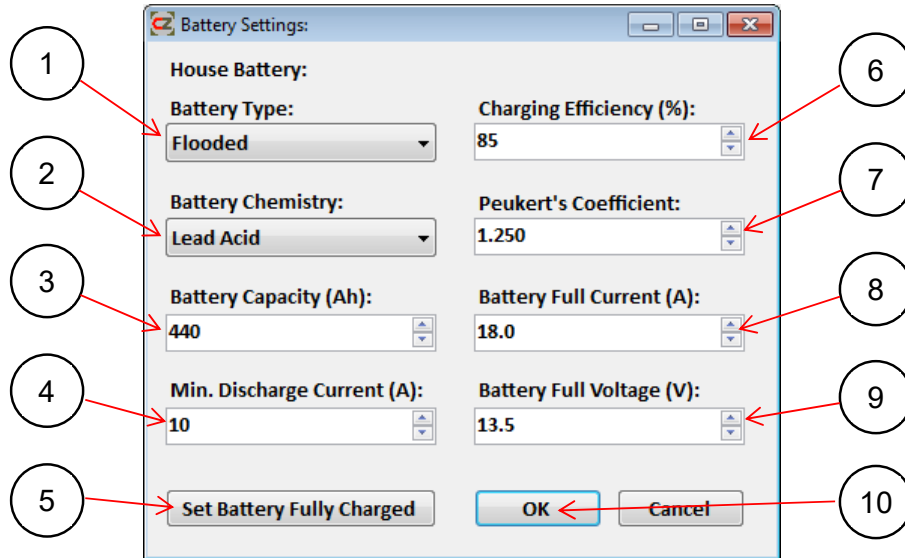 Battery Settings:
House Battery:
1
Battery Type:
Flooded
Charging Efficiency (%):
85
6
2
Battery Chemistry:
Lead Acid
Peukert's Coefficient:
1.250
7
3
Battery Capacity (Ah):
440
Battery Full Current (A):
18.0
8
4
Min. Discharge Current (A):
10
Battery Full Voltage (V):
13.5
9
5
Set Battery Fully Charged
OK
Cancel
10